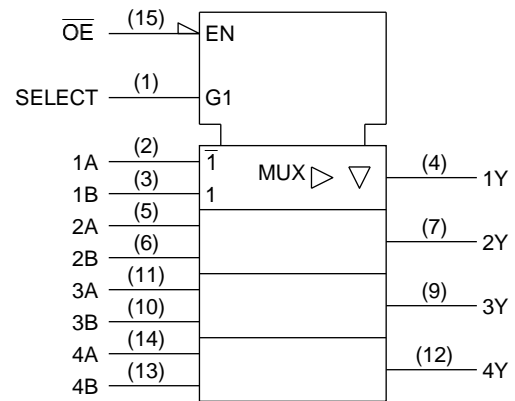 O̅E̅ (15) EN
SELECT (1) G1
1A (2) 1̅ MUX ▷ ▽ (4) 1Y
1B (3) 1
2A (5) (7) 2Y
2B (6)
3A (11) (9) 3Y
3B (10)
4A (14) (12) 4Y
4B (13)